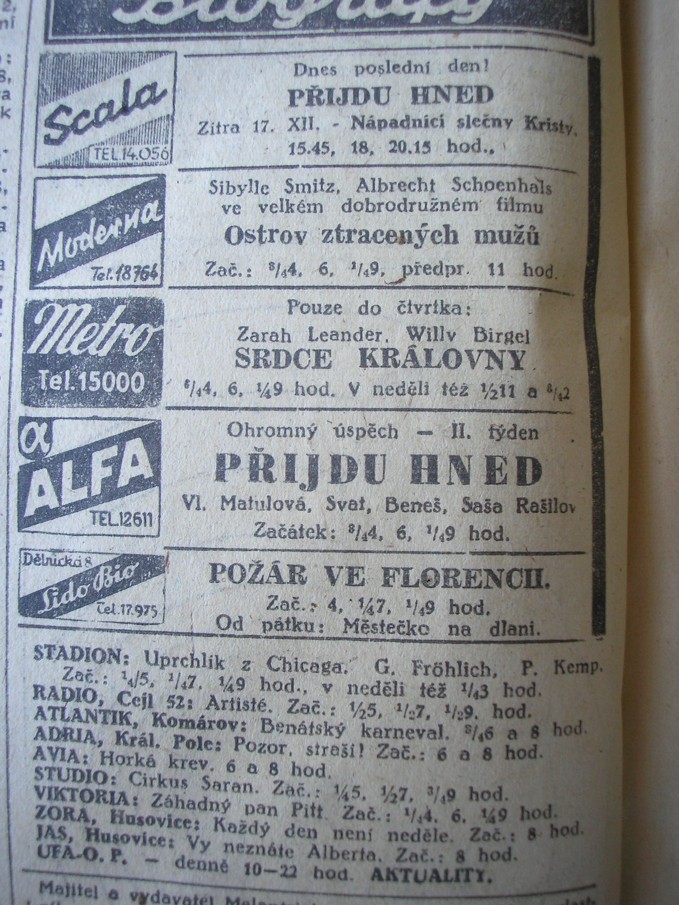 Biografy
Scala
TEL.14.056
Dnes poslední den!
PŘIJDU HNED
Zítra 17. XII. - Nápadníci slečny Kristy.
15.45, 18, 20.15 hod.,
Moderna
Tel.18764
Sibylle Smitz, Albrecht Schoenhals
ve velkém dobrodružném filmu
Ostrov ztracených mužů
Zač.: ³/₄4, 6, ¹/₄9, předpr. 11 hod.
Metro
Tel.15000
Pouze do čtvrtka:
Zarah Leander, Willy Birgel
SRDCE KRÁLOVNY
³/₄4, 6, ¹/₄9 hod. V neděli též ½11 a ³/₄2
α
ALFA
TEL.12611
Ohromný úspěch — II. týden
PŘIJDU HNED
Vl. Matulová, Svat, Beneš, Saša Rašilov
Začátek: ³/₄4, 6, ¹/₄9 hod.
Dělnická 8
Lido Bio
Tel.17.975
POŽÁR VE FLORENCII.
Zač.: 4, ¹/₄7, ¹/₄9 hod.
Od pátku: Městečko na dlani.
STADION: Uprchlík z Chicaga. G. Fröhlich, P. Kemp.
Zač.: ¹/₄5, ¹/₄7, ¹/₄9 hod., v neděli též ¹/₄3 hod.
RADIO, Cejl 52: Artisté. Zač.: ½5, ½7, ½9. hod.
ATLANTIK, Komárov: Benátský karneval. ³/₄6 a 8 hod.
ADRIA, Král. Pole: Pozor, straší! Zač.: 6 a 8 hod.
AVIA: Horká krev. 6 a 8 hod.
STUDIO: Cirkus Saran. Zač.: ¹/₄5, ½7, ³/₄9 hod.
VIKTORIA: Záhadný pan Pitt. Zač.: ¹/₄4, 6, ¹/₄9 hod.
ZORA, Husovice: Každý den není neděle. Zač.: 8 hod.
JAS, Husovice: Vy neznáte Alberta. Zač.: 8 hod.
UFA-O. P. — denně 10—22 hod. AKTUALITY.
Majitel a vydavatel